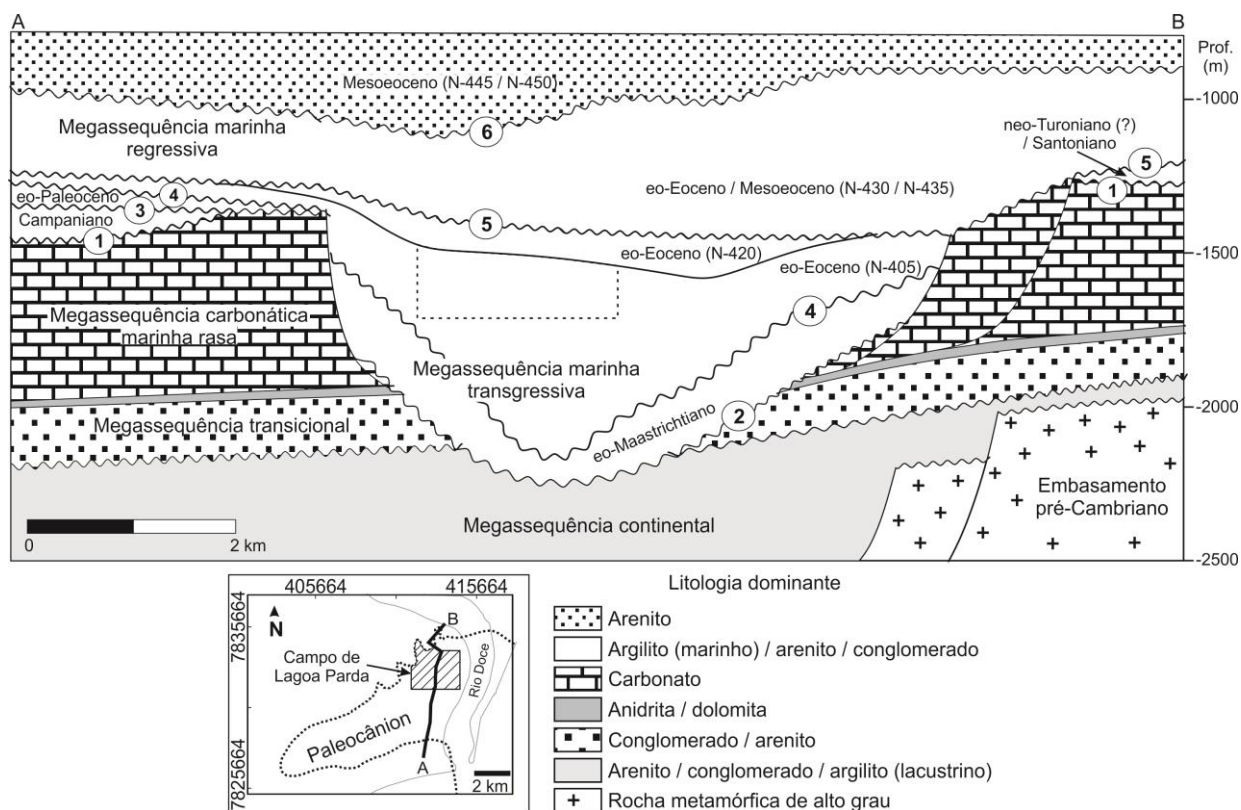 A
B
Prof.
(m)
Mesoeoceno (N-445 / N-450)
-1000
6
Megassequência marinha
regressiva
neo-Turoniano (?)
/ Santoniano
5
1
eo-Paleoceno
4
eo-Eoceno / Mesoeoceno (N-430 / N-435)
Campaniano
3
5
1
eo-Eoceno (N-420)
-1500
eo-Eoceno (N-405)
4
Megassequência carbonática
marinha rasa
Megassequência marinha
transgressiva
-2000
Megassequência transicional
eo-Maastrichtiano
2
Embasamento
pré-Cambriano
Megassequência continental
0
2 km
-2500
405664
415664
7835664
7825664
N
B
Campo de
Lagoa Parda
Rio Doce
Paleocânion
A
2 km
Litologia dominante
Arenito
Argilito (marinho) / arenito / conglomerado
Carbonato
Anidrita / dolomita
Conglomerado / arenito
Arenito / conglomerado / argilito (lacustrino)
Rocha metamórfica de alto grau